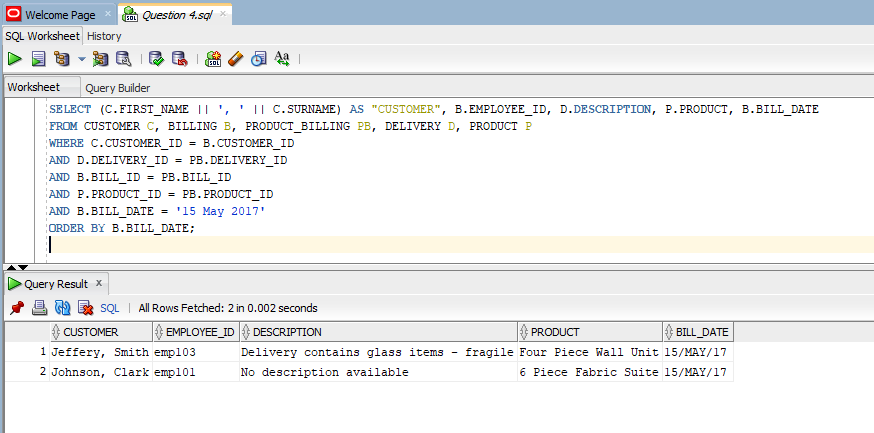 Welcome Page × Question 4.sql ×
SQL Worksheet History
Worksheet Query Builder
SELECT (C.FIRST_NAME || ', ' || C.SURNAME) AS "CUSTOMER", B.EMPLOYEE_ID, D.DESCRIPTION, P.PRODUCT, B.BILL_DATE
FROM CUSTOMER C, BILLING B, PRODUCT_BILLING PB, DELIVERY D, PRODUCT P
WHERE C.CUSTOMER_ID = B.CUSTOMER_ID
AND D.DELIVERY_ID = PB.DELIVERY_ID
AND B.BILL_ID = PB.BILL_ID
AND P.PRODUCT_ID = PB.PRODUCT_ID
AND B.BILL_DATE = '15 May 2017'
ORDER BY B.BILL_DATE;
Query Result ×
SQL | All Rows Fetched: 2 in 0.002 seconds
CUSTOMER EMPLOYEE_ID DESCRIPTION PRODUCT BILL_DATE
1 Jeffery, Smith emp103 Delivery contains glass items - fragile Four Piece Wall Unit 15/MAY/17
2 Johnson, Clark emp101 No description available 6 Piece Fabric Suite 15/MAY/17